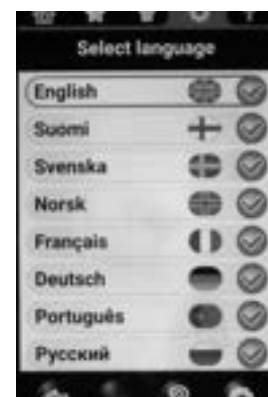 Select language
English
Suomi
Svenska
Norsk
Français
Deutsch
Português
Русский